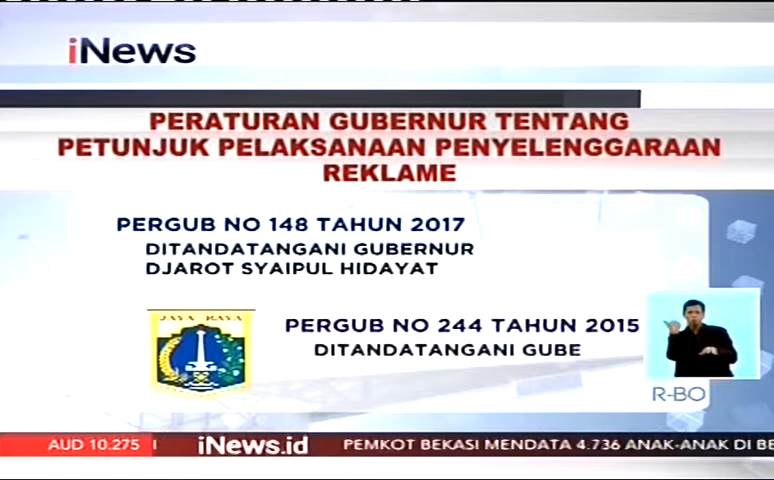 iNews
PERATURAN GUBERNUR TENTANG
PETUNJUK PELAKSANAAN PENYELENGGARAAN
REKLAME
PERGUB NO 148 TAHUN 2017
DITANDATANGANI GUBERNUR
DJAROT SYAIPUL HIDAYAT
JAYA RAYA
PERGUB NO 244 TAHUN 2015
DITANDATANGANI GUBE
R-BO
AUD 10.275 iNews.id PEMKOT BEKASI MENDATA 4.736 ANAK-ANAK DI BE